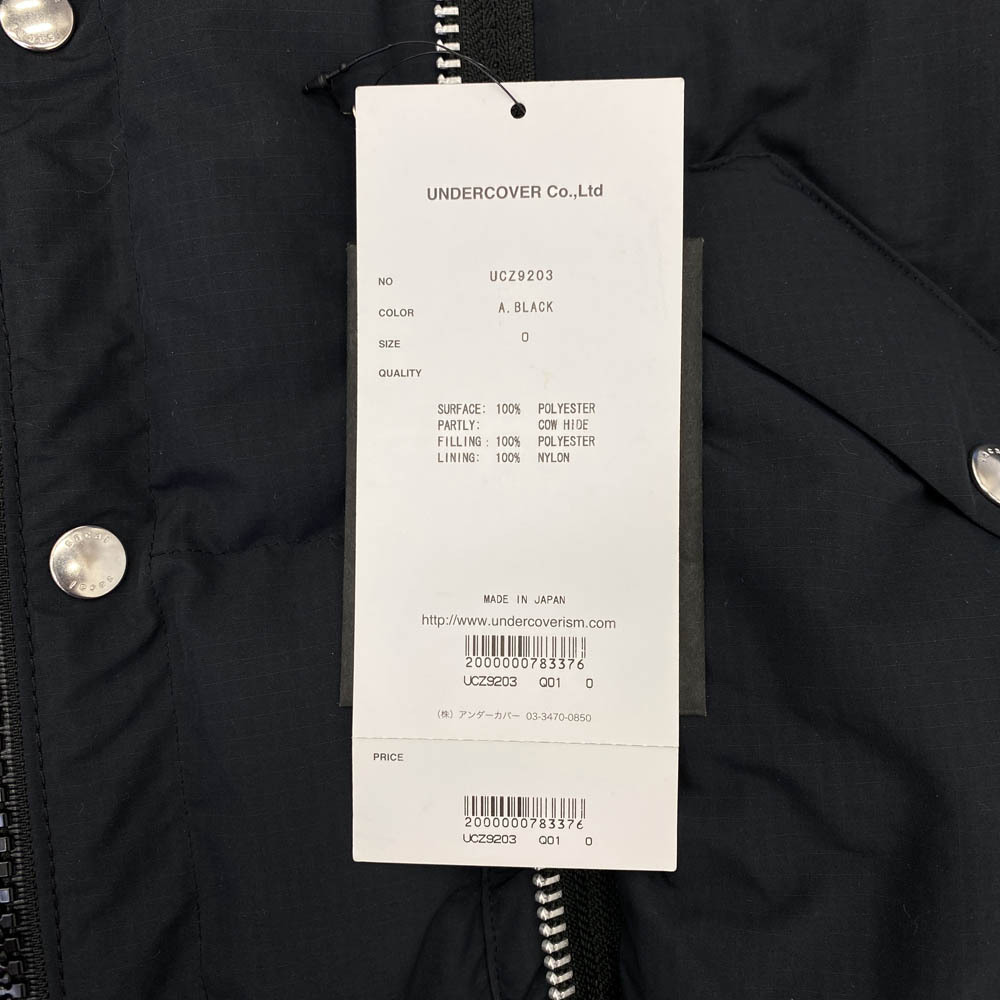 UNDERCOVER Co.,Ltd
NO UCZ9203
COLOR A. BLACK
SIZE 0
QUALITY
SURFACE: 100% POLYESTER
PARTLY: COW HIDE
FILLING: 100% POLYESTER
LINING: 100% NYLON
MADE IN JAPAN
http://www.undercoverism.com
2000000783376
UCZ9203 Q01 0
(株) アンダーカバー 03-3470-0850
PRICE
2000000783376
UCZ9203 Q01 0
sacai